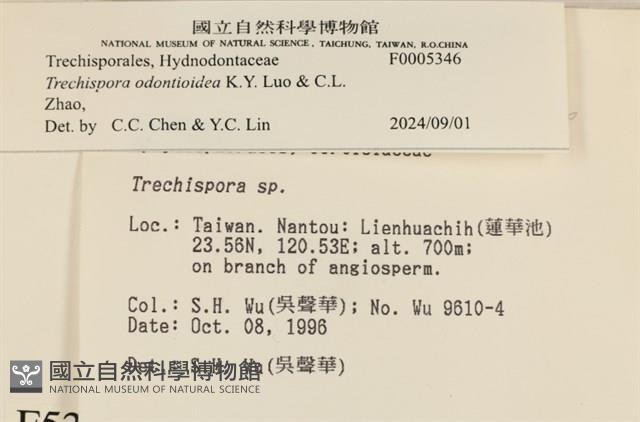 國立自然科學博物館
NATIONAL MUSEUM OF NATURAL SCIENCE, TAICHUNG, TAIWAN, R.O.CHINA
Trechisporales, Hydnodontaceae F0005346
Trechispora odontioidea K.Y. Luo & C.L.
Zhao,
Det. by C.C. Chen & Y.C. Lin 2024/09/01
Trechispora sp.
Loc.: Taiwan. Nantou: Lienhuachih(蓮華池)
23.56N, 120.53E; alt. 700m;
on branch of angiosperm.
Col.: S.H. Wu(吳聲華); No. Wu 9610-4
Date: Oct. 08, 1996
Det.: S.H. Wu(吳聲華)
國立自然科學博物館
NATIONAL MUSEUM OF NATURAL SCIENCE